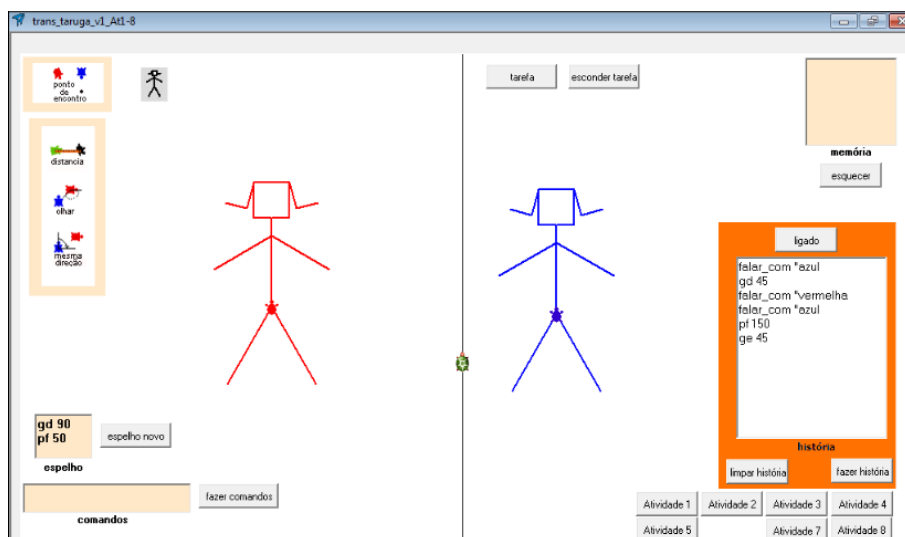 trans_taruga_v1_At1-8
ponto
de
encontro
distancia
olhar
mesma
direção
tarefa
esconder tarefa
memória
esquecer
ligado
falar_com "azul
gd 45
falar_com "vermelha
falar_com "azul
pf 150
ge 45
história
limpar história
fazer história
gd 90
pf 50
espelho novo
espelho
fazer comandos
comandos
Atividade 1
Atividade 2
Atividade 3
Atividade 4
Atividade 5
Atividade 7
Atividade 8